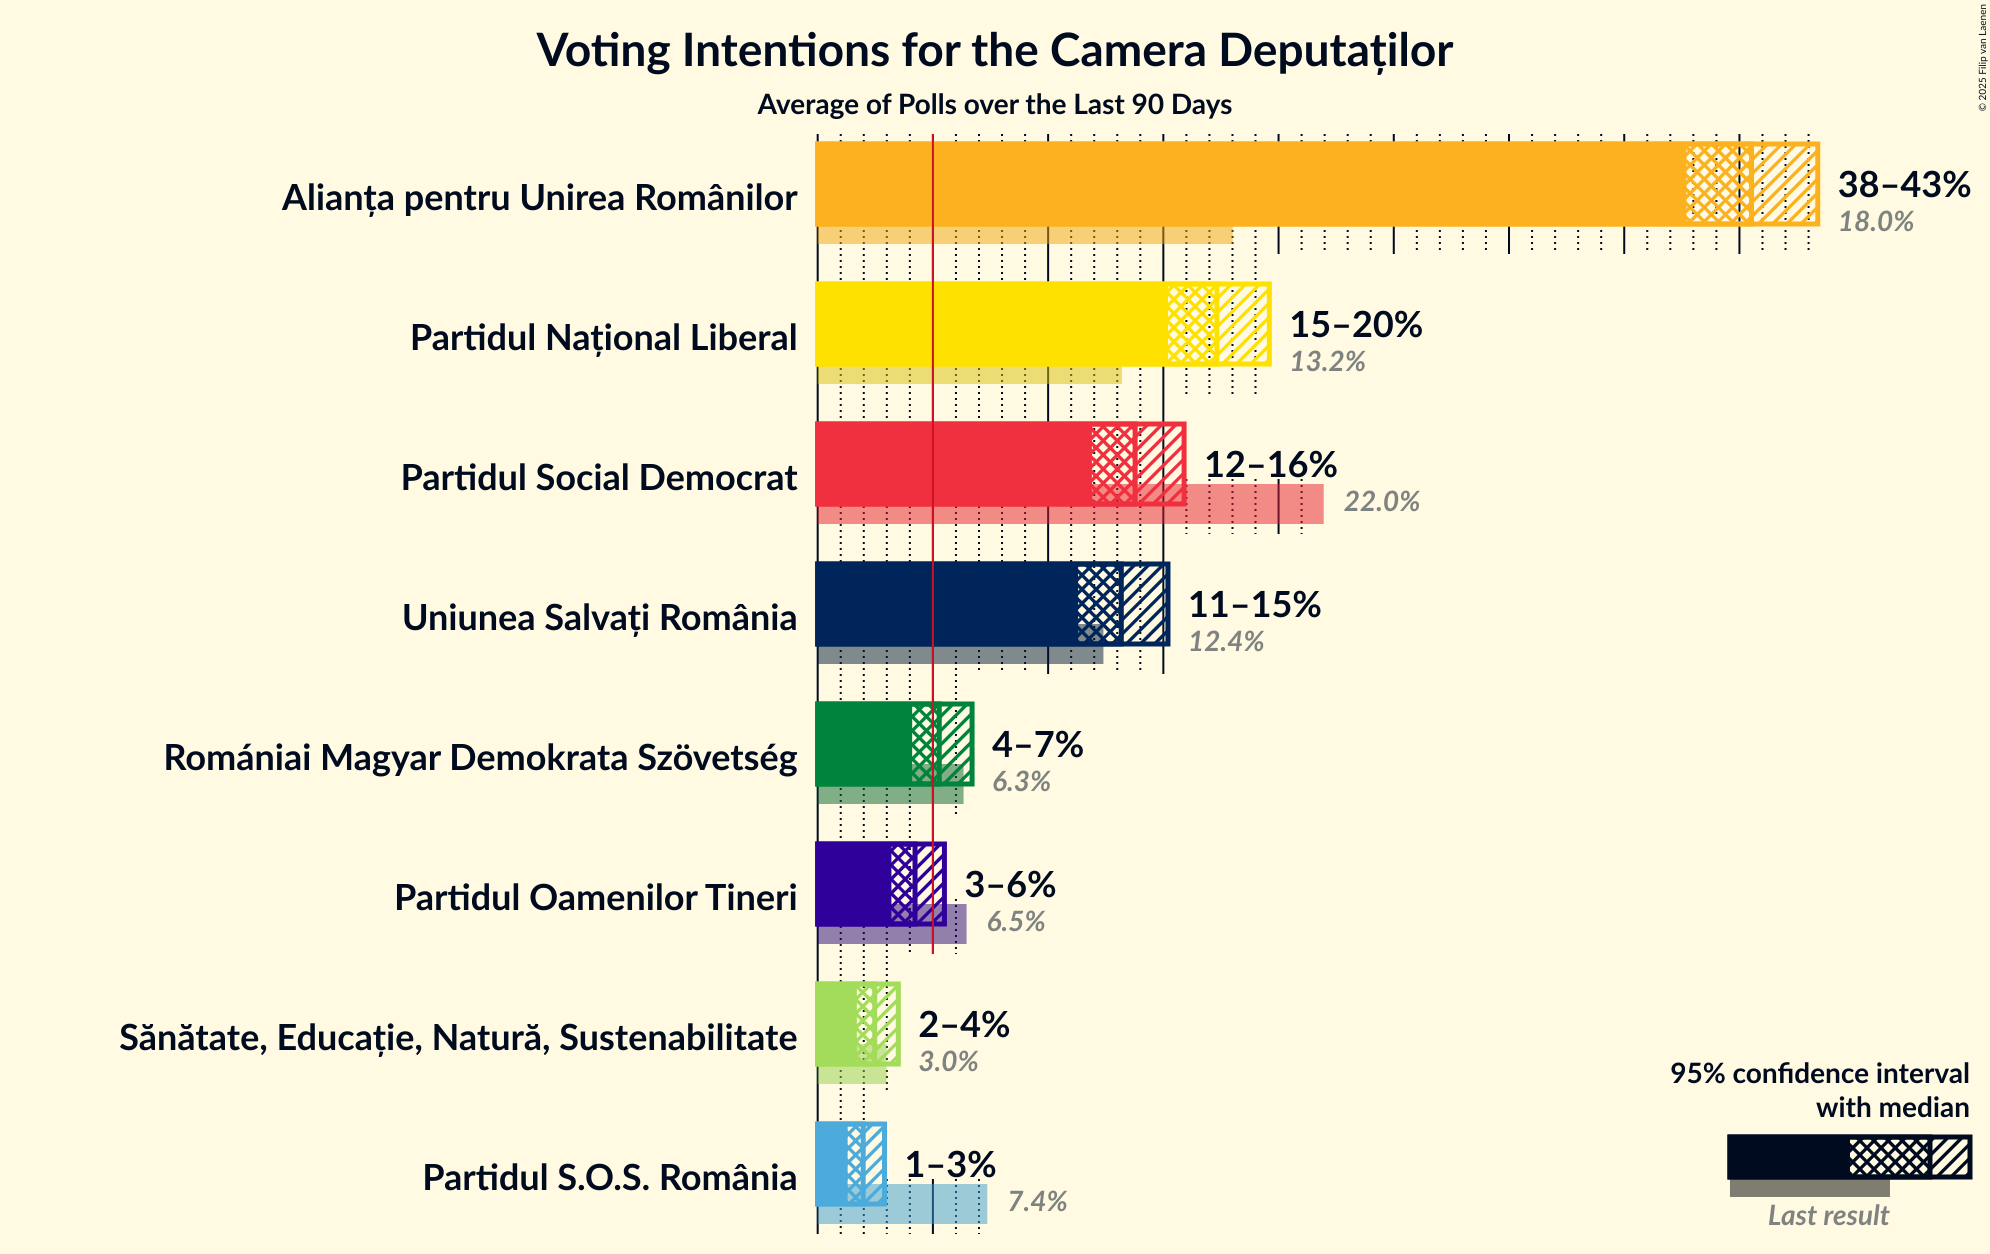 Voting Intentions for the Camera Deputaților
Average of Polls over the Last 90 Days
© 2025 Filip van Laenen
Alianța pentru Unirea Românilor
38–43%
18.0%
Partidul Național Liberal
15–20%
13.2%
Partidul Social Democrat
12–16%
22.0%
Uniunea Salvați România
11–15%
12.4%
Romániai Magyar Demokrata Szövetség
4–7%
6.3%
Partidul Oamenilor Tineri
3–6%
6.5%
Sănătate, Educație, Natură, Sustenabilitate
2–4%
3.0%
Partidul S.O.S. România
1–3%
7.4%
95% confidence interval
with median
Last result